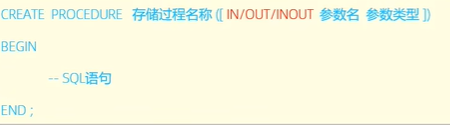 CREATE PROCEDURE 存储过程名称 ([ IN/OUT/INOUT 参数名 参数类型 ])
BEGIN
-- SQL语句
END ;